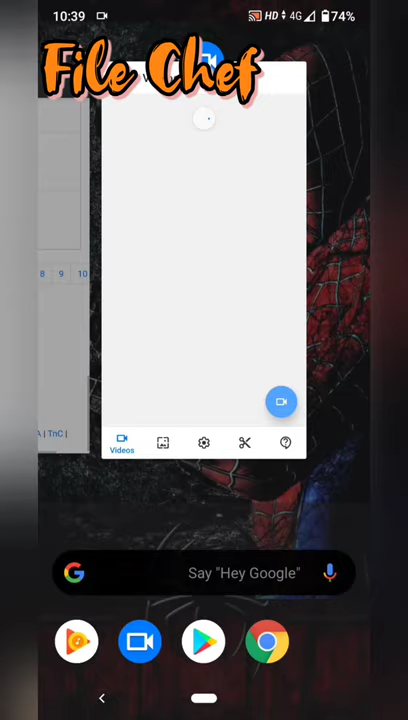 10:39
HD 4G 74%
File Chef
8 9 10
TnC |
Videos
Say "Hey Google"